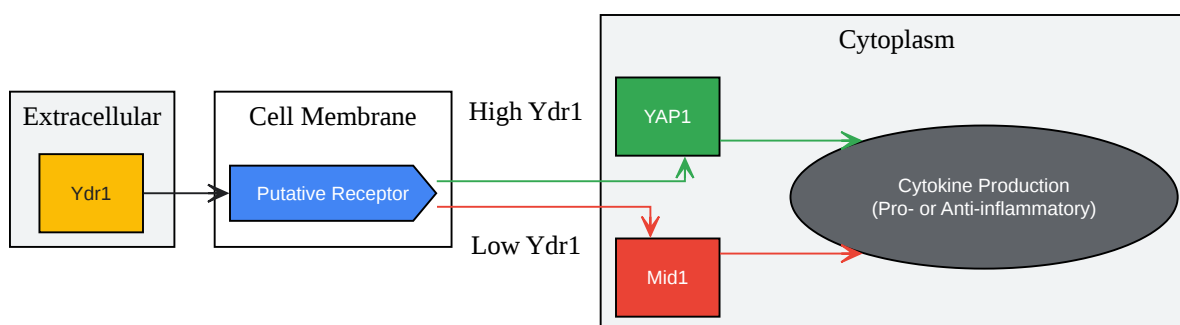 Extracellular
Ydr1
Cell Membrane
Putative Receptor
High Ydr1
Low Ydr1
Cytoplasm
YAP1
Mid1
Cytokine Production
(Pro- or Anti-inflammatory)